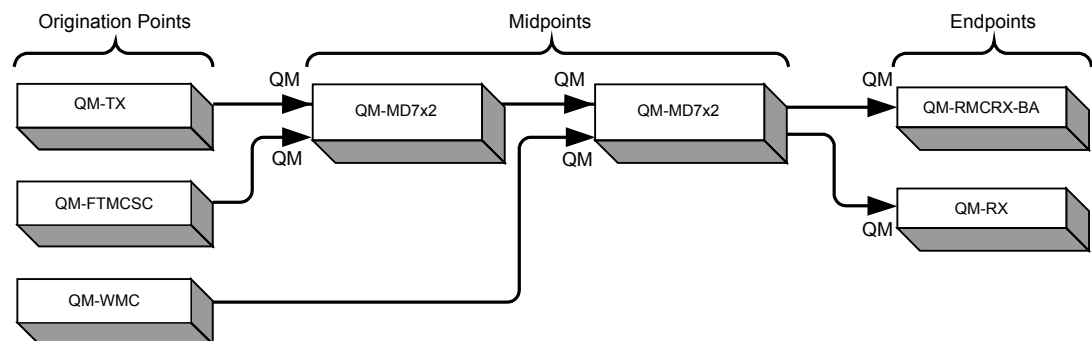 Origination Points
Midpoints
Endpoints
QM-TX
QM
QM-MD7x2
QM
QM-MD7x2
QM
QM-RMCRX-BA
QM
QM
QM-FTMCSC
QM-RX
QM
QM-WMC